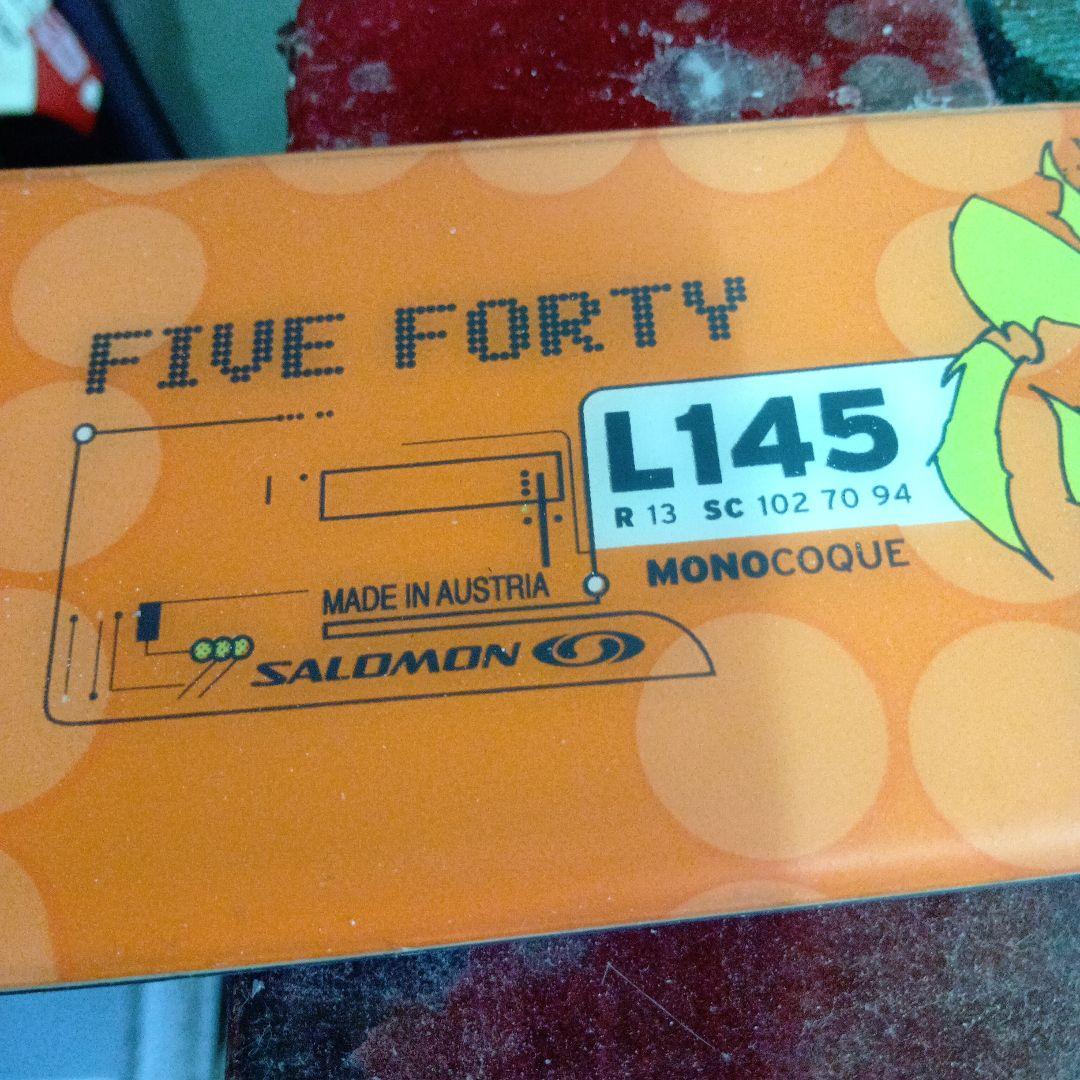 FIVE FORTY
L145
R 13 SC 102 70 94
MONOCOQUE
MADE IN AUSTRIA
SALOMON